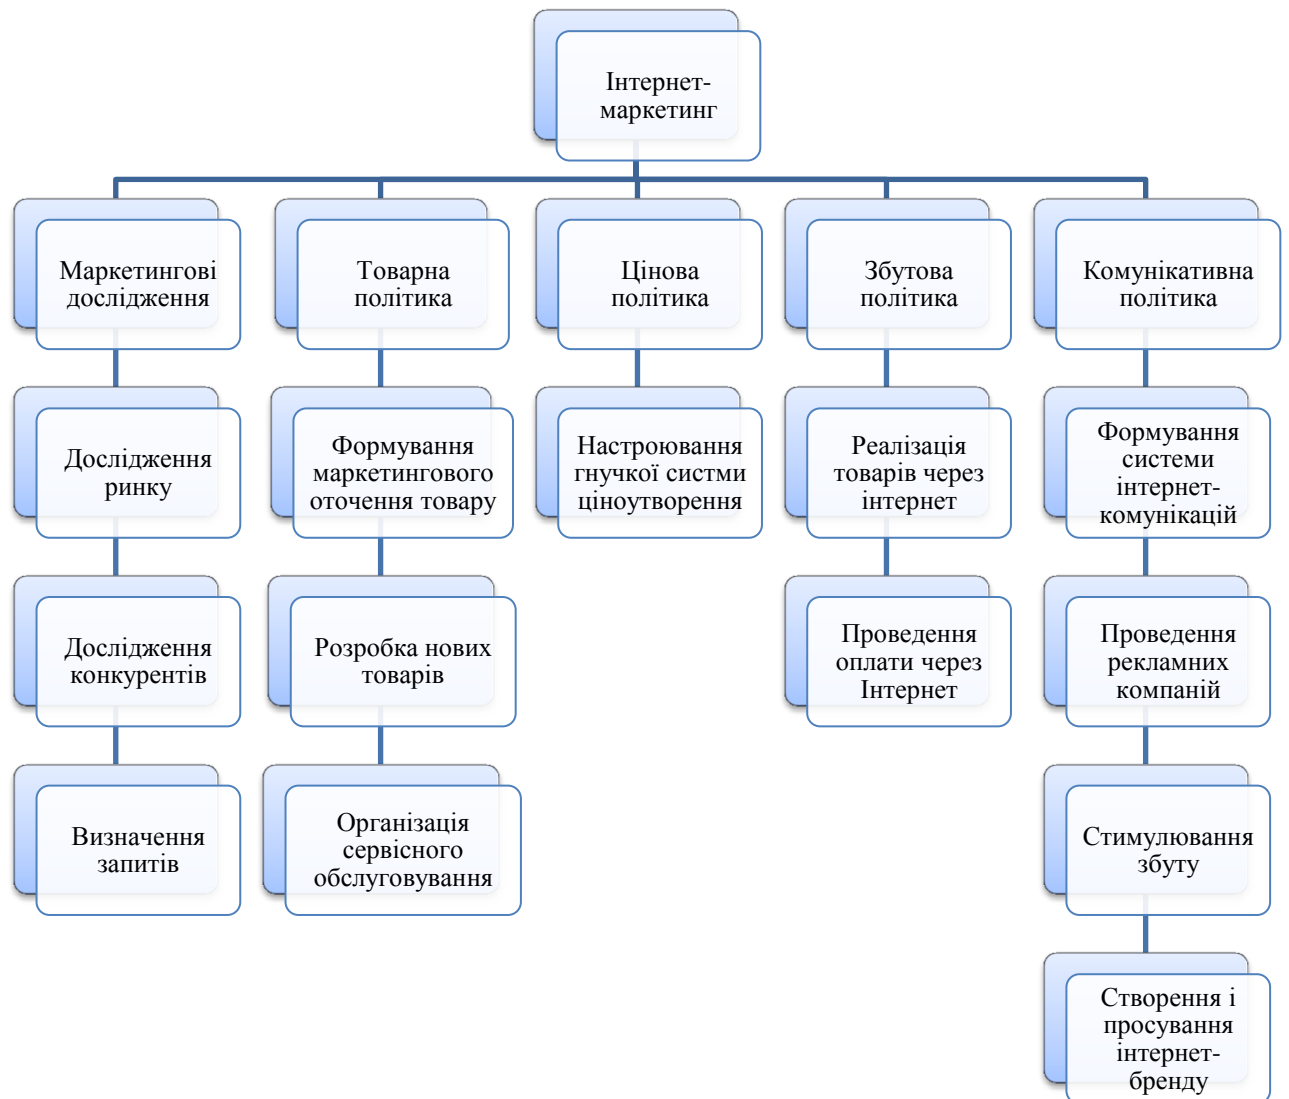 Інтернет-
маркетинг
Маркетингові
дослідження
Товарна
політика
Цінова
політика
Збутова
політика
Комунікативна
політика
Дослідження
ринку
Формування
маркетингового
оточення товару
Настроювання
гнучкої систми
ціноутворення
Реалізація
товарів через
інтернет
Формування
системи
інтернет-
комунікацій
Дослідження
конкурентів
Розробка нових
товарів
Проведення
оплати через
Інтернет
Проведення
рекламних
компаній
Визначення
запитів
Організація
сервісного
обслуговування
Стимулювання
збуту
Створення і
просування
інтернет-
бренду